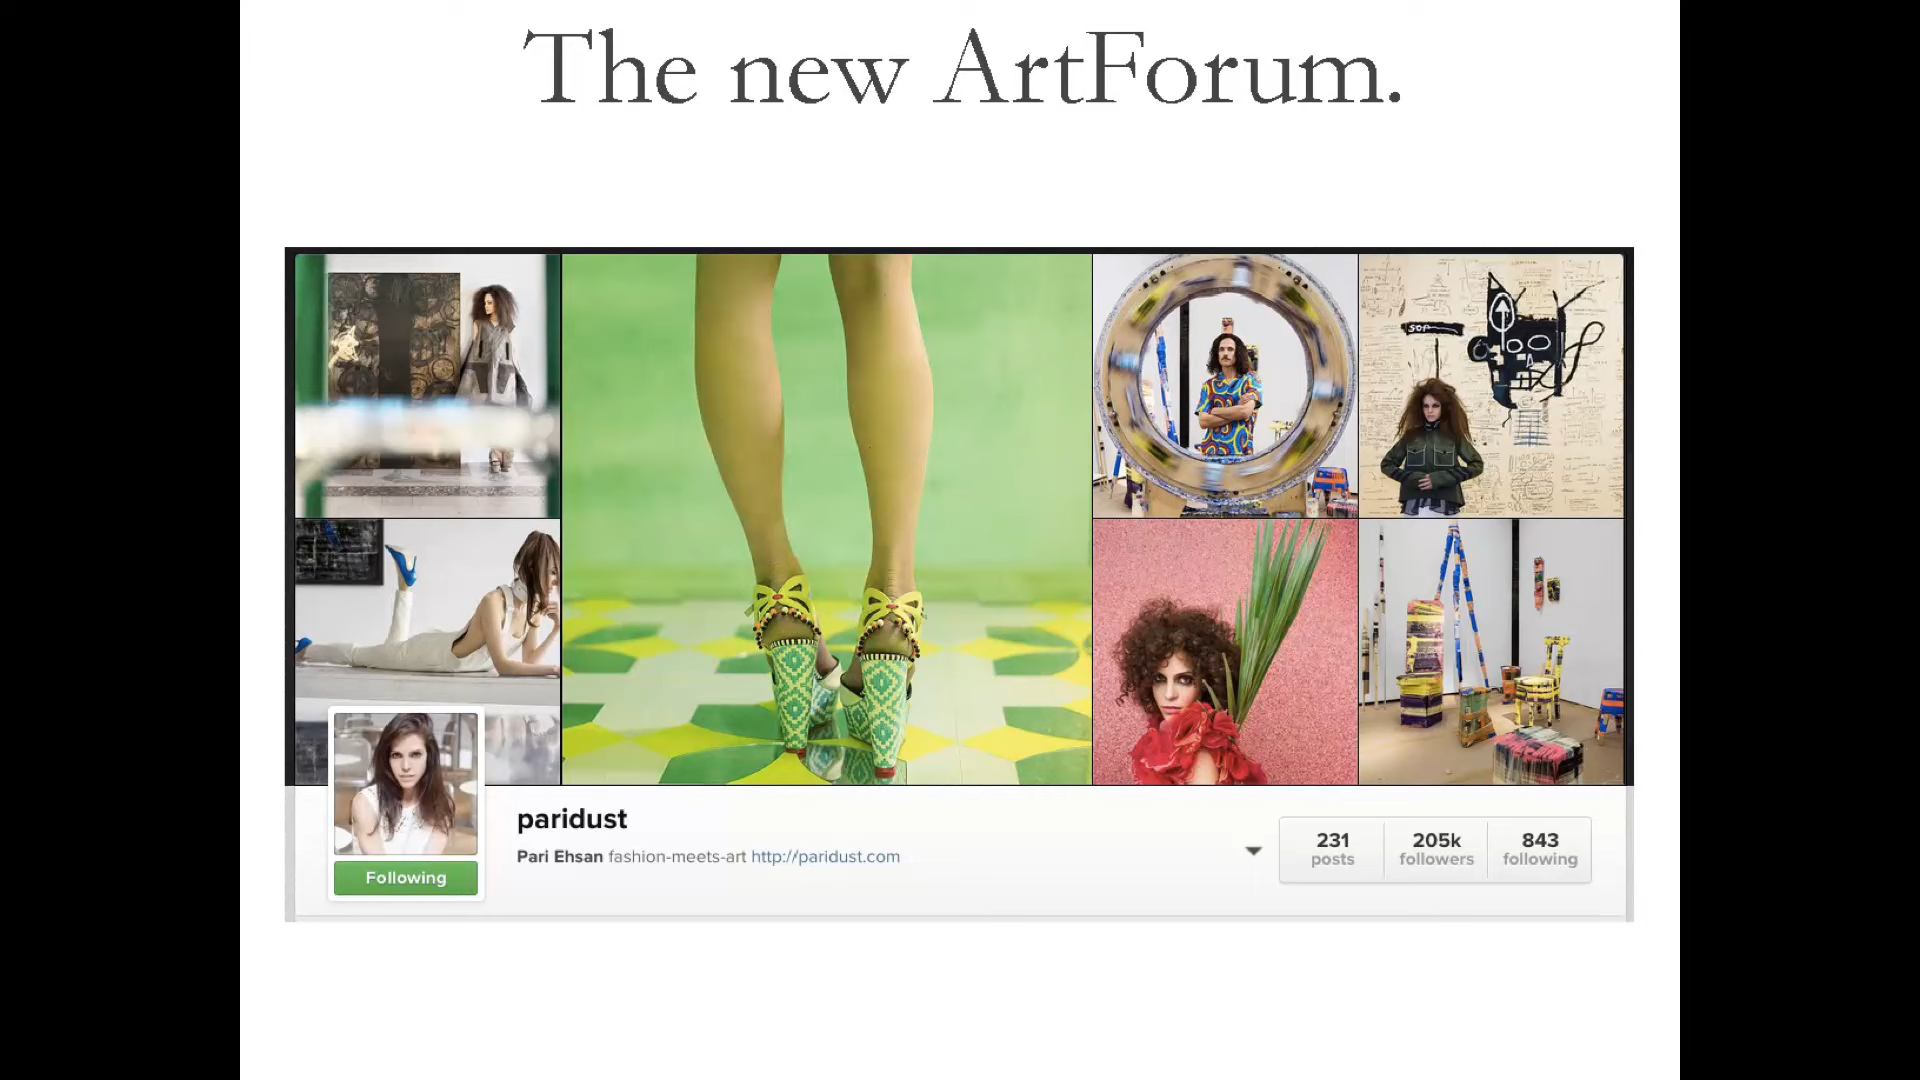 The new ArtForum.
paridust
Pari Ehsan fashion-meets-art http://paridust.com
Following
231 posts
205k followers
843 following